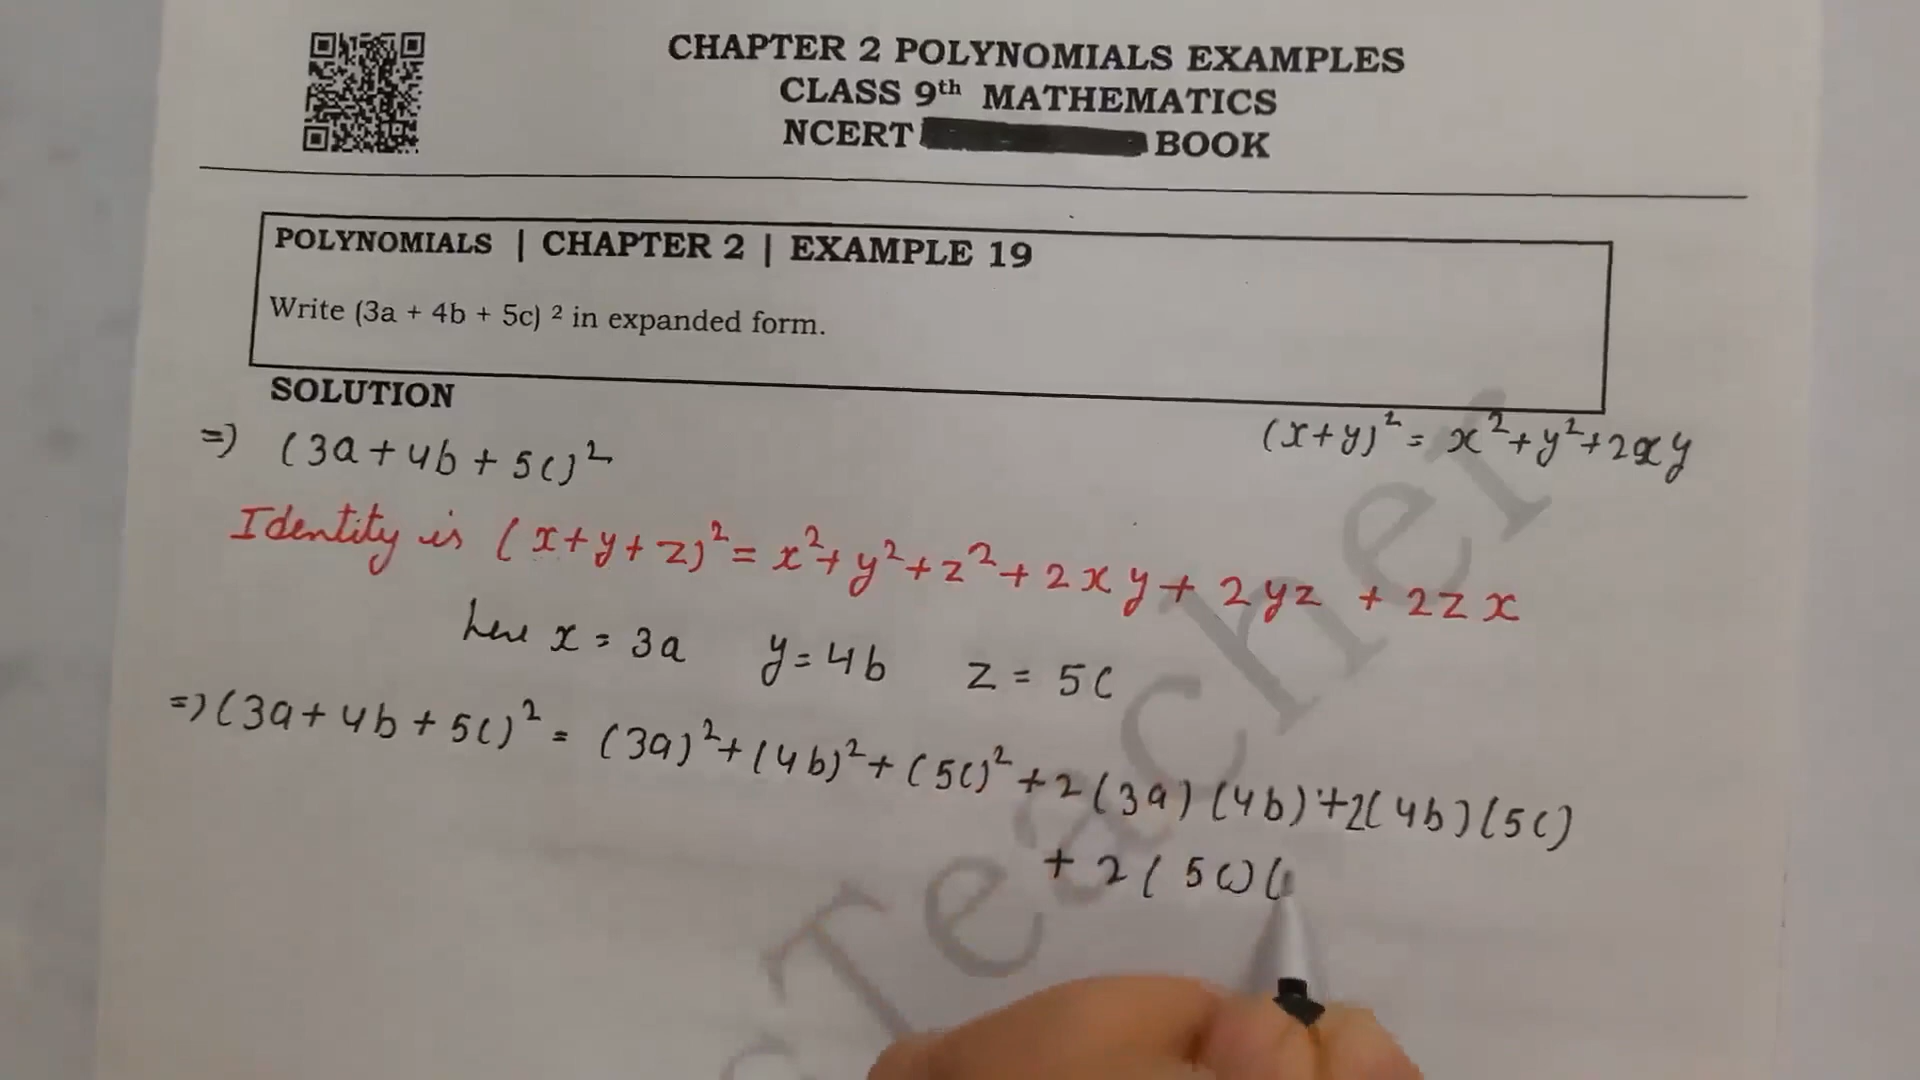 CHAPTER 2 POLYNOMIALS EXAMPLES
CLASS 9th MATHEMATICS
NCERT BOOK
POLYNOMIALS | CHAPTER 2 | EXAMPLE 19
Write (3a + 4b + 5c) ² in expanded form.
SOLUTION
(x+y)² = x²+y²+2xy
=) (3a+4b+5c)²
Identity is (x+y+z)² = x²+y²+z²+2xy+2yz+2zx
here x = 3a y=4b z = 5c
=) (3a+4b+5c)² = (3a)²+(4b)²+(5c)²+2(3a)(4b)+2(4b)(5c)
+ 2(5c)(
Teacher